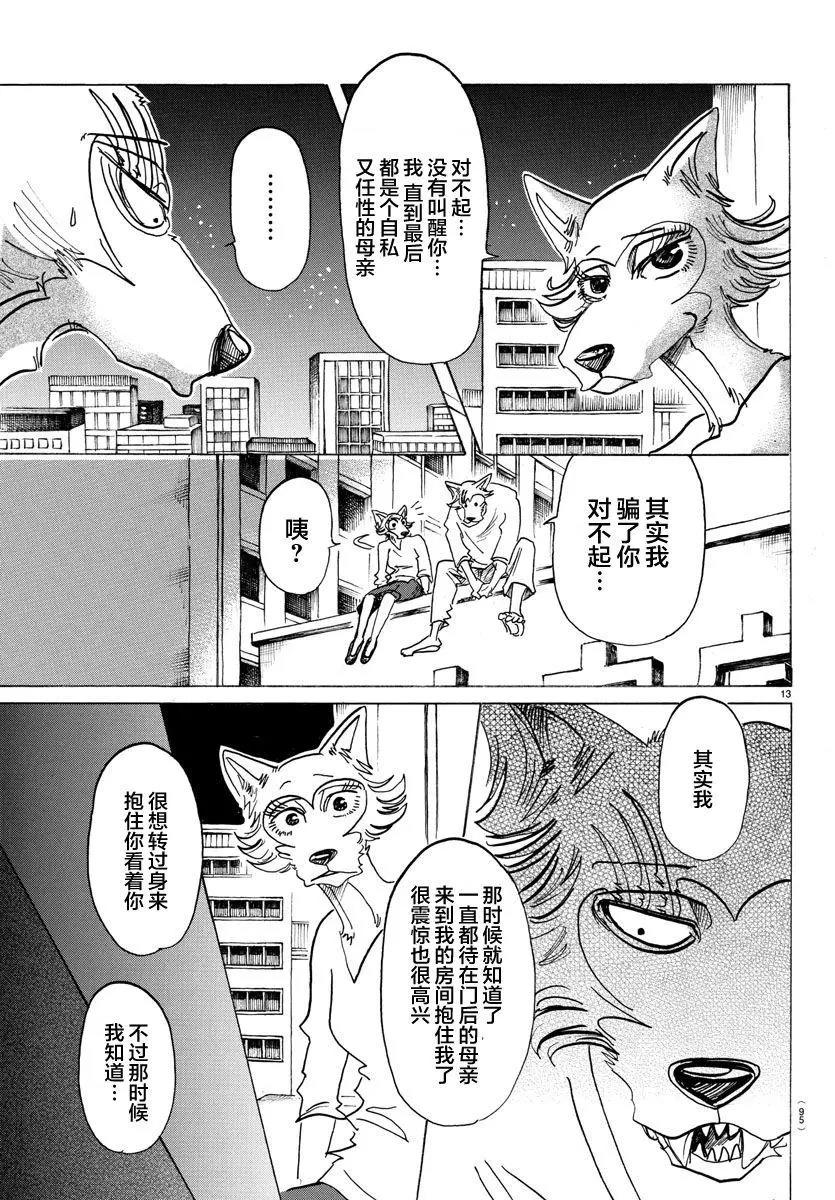 对不起…
没有叫醒你…
我 直到最后
都是个自私
又任性的母亲
………
其实我
骗了你
对不起…
咦?
13
其实我
那时候就知道了
一直都待在门后的母亲
来到我的房间抱住我了
很震惊也很高兴
很想转过身来
抱住你看着你
不过那时候
我知道…
(95)